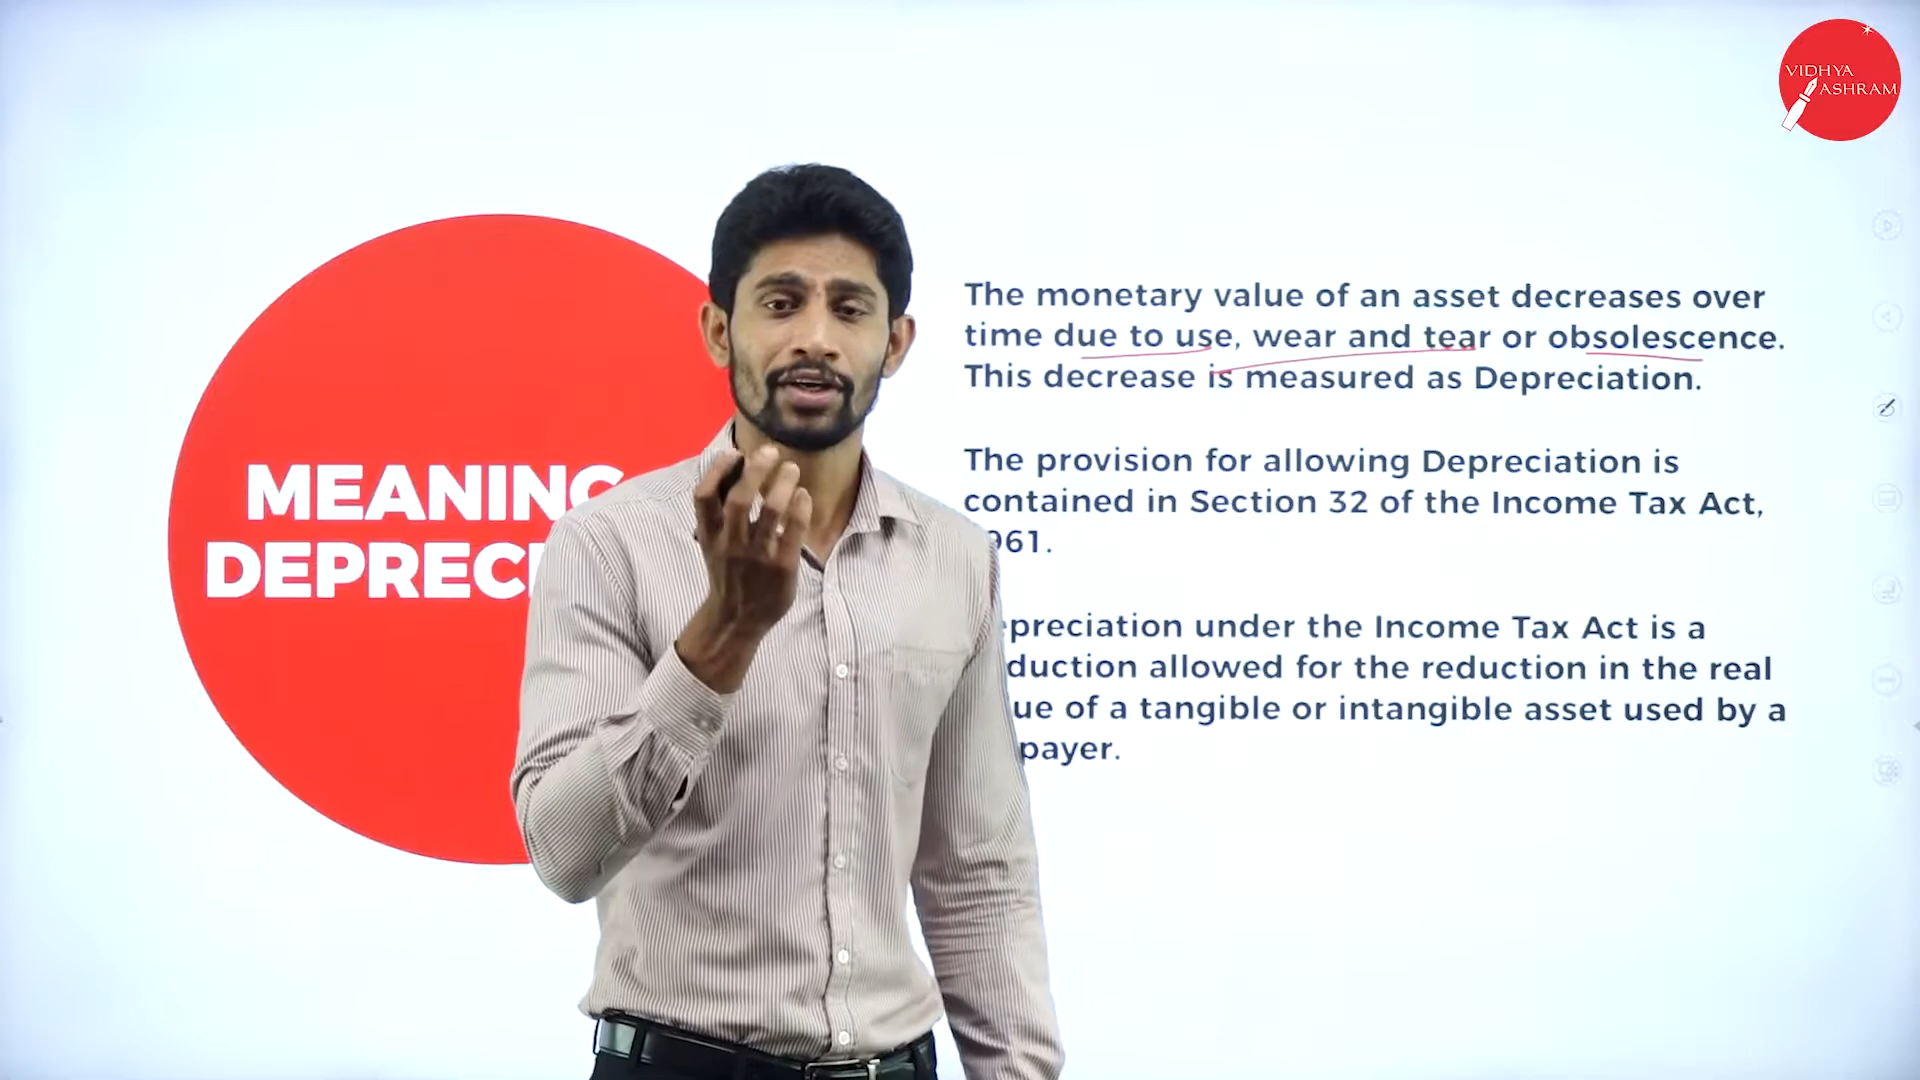 VIDHYA
ASHRAM
MEANING
DEPREC
The monetary value of an asset decreases over
time due to use, wear and tear or obsolescence.
This decrease is measured as Depreciation.
The provision for allowing Depreciation is
contained in Section 32 of the Income Tax Act,
961.
epreciation under the Income Tax Act is a
duction allowed for the reduction in the real
ue of a tangible or intangible asset used by a
payer.